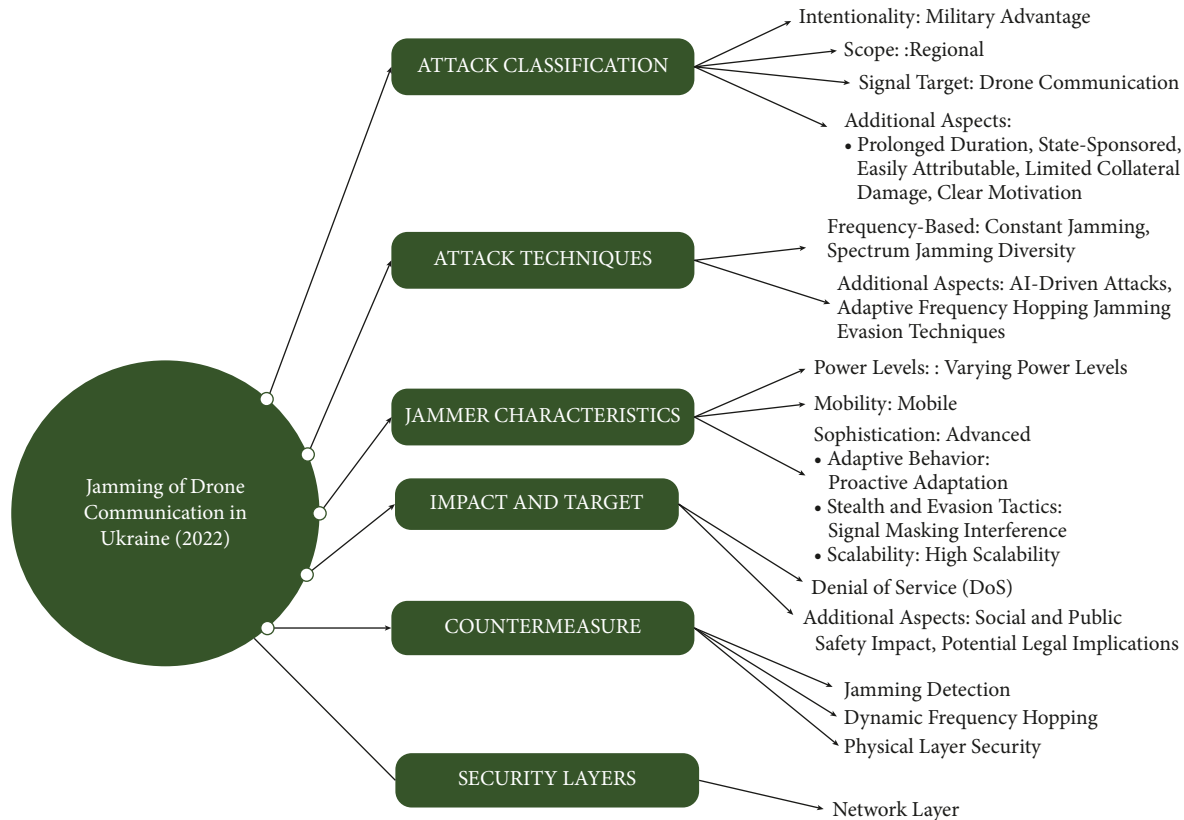 Jamming of Drone
Communication in
Ukraine (2022)
ATTACK CLASSIFICATION
Intentionality: Military Advantage
Scope: :Regional
Signal Target: Drone Communication
Additional Aspects:
• Prolonged Duration, State-Sponsored,
Easily Attributable, Limited Collateral
Damage, Clear Motivation
ATTACK TECHNIQUES
Frequency-Based: Constant Jamming,
Spectrum Jamming Diversity
Additional Aspects: AI-Driven Attacks,
Adaptive Frequency Hopping Jamming
Evasion Techniques
JAMMER CHARACTERISTICS
Power Levels: : Varying Power Levels
Mobility: Mobile
Sophistication: Advanced
• Adaptive Behavior:
Proactive Adaptation
• Stealth and Evasion Tactics:
Signal Masking Interference
• Scalability: High Scalability
IMPACT AND TARGET
Denial of Service (DoS)
Additional Aspects: Social and Public
Safety Impact, Potential Legal Implications
COUNTERMEASURE
Jamming Detection
Dynamic Frequency Hopping
Physical Layer Security
SECURITY LAYERS
Network Layer